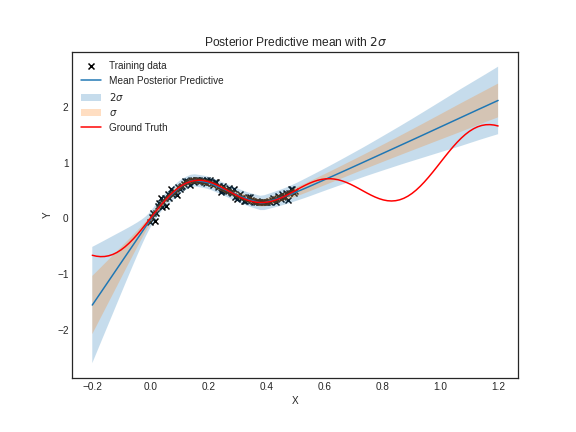 Posterior Predictive mean with 2σ
Training data
Mean Posterior Predictive
2σ
σ
Ground Truth
Y
2
1
0
−1
−2
−0.2 0.0 0.2 0.4 0.6 0.8 1.0 1.2
X